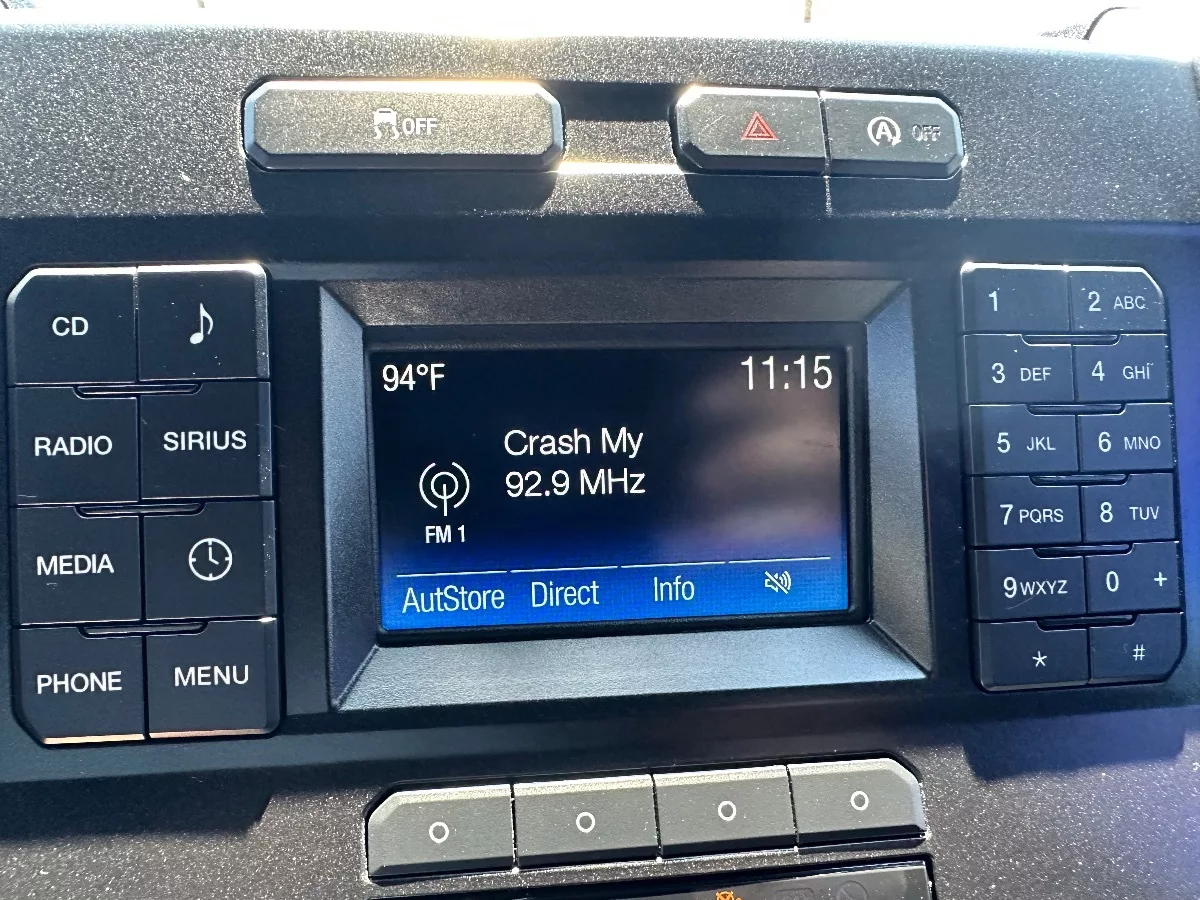 OFF
A OFF
CD
RADIO SIRIUS
MEDIA
PHONE MENU
94°F 11:15
Crash My
92.9 MHz
FM 1
AutStore Direct Info
1 2 ABC
3 DEF 4 GHI
5 JKL 6 MNO
7 PQRS 8 TUV
9 WXYZ 0 +
* #